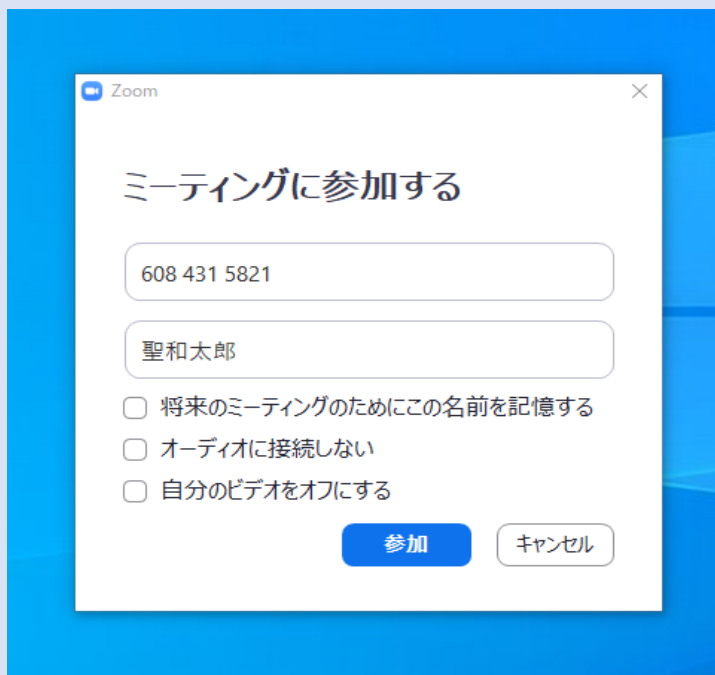 Zoom
ミーティングに参加する
608 431 5821
聖和太郎
将来のミーティングのためにこの名前を記憶する
オーディオに接続しない
自分のビデオをオフにする
参加 キャンセル